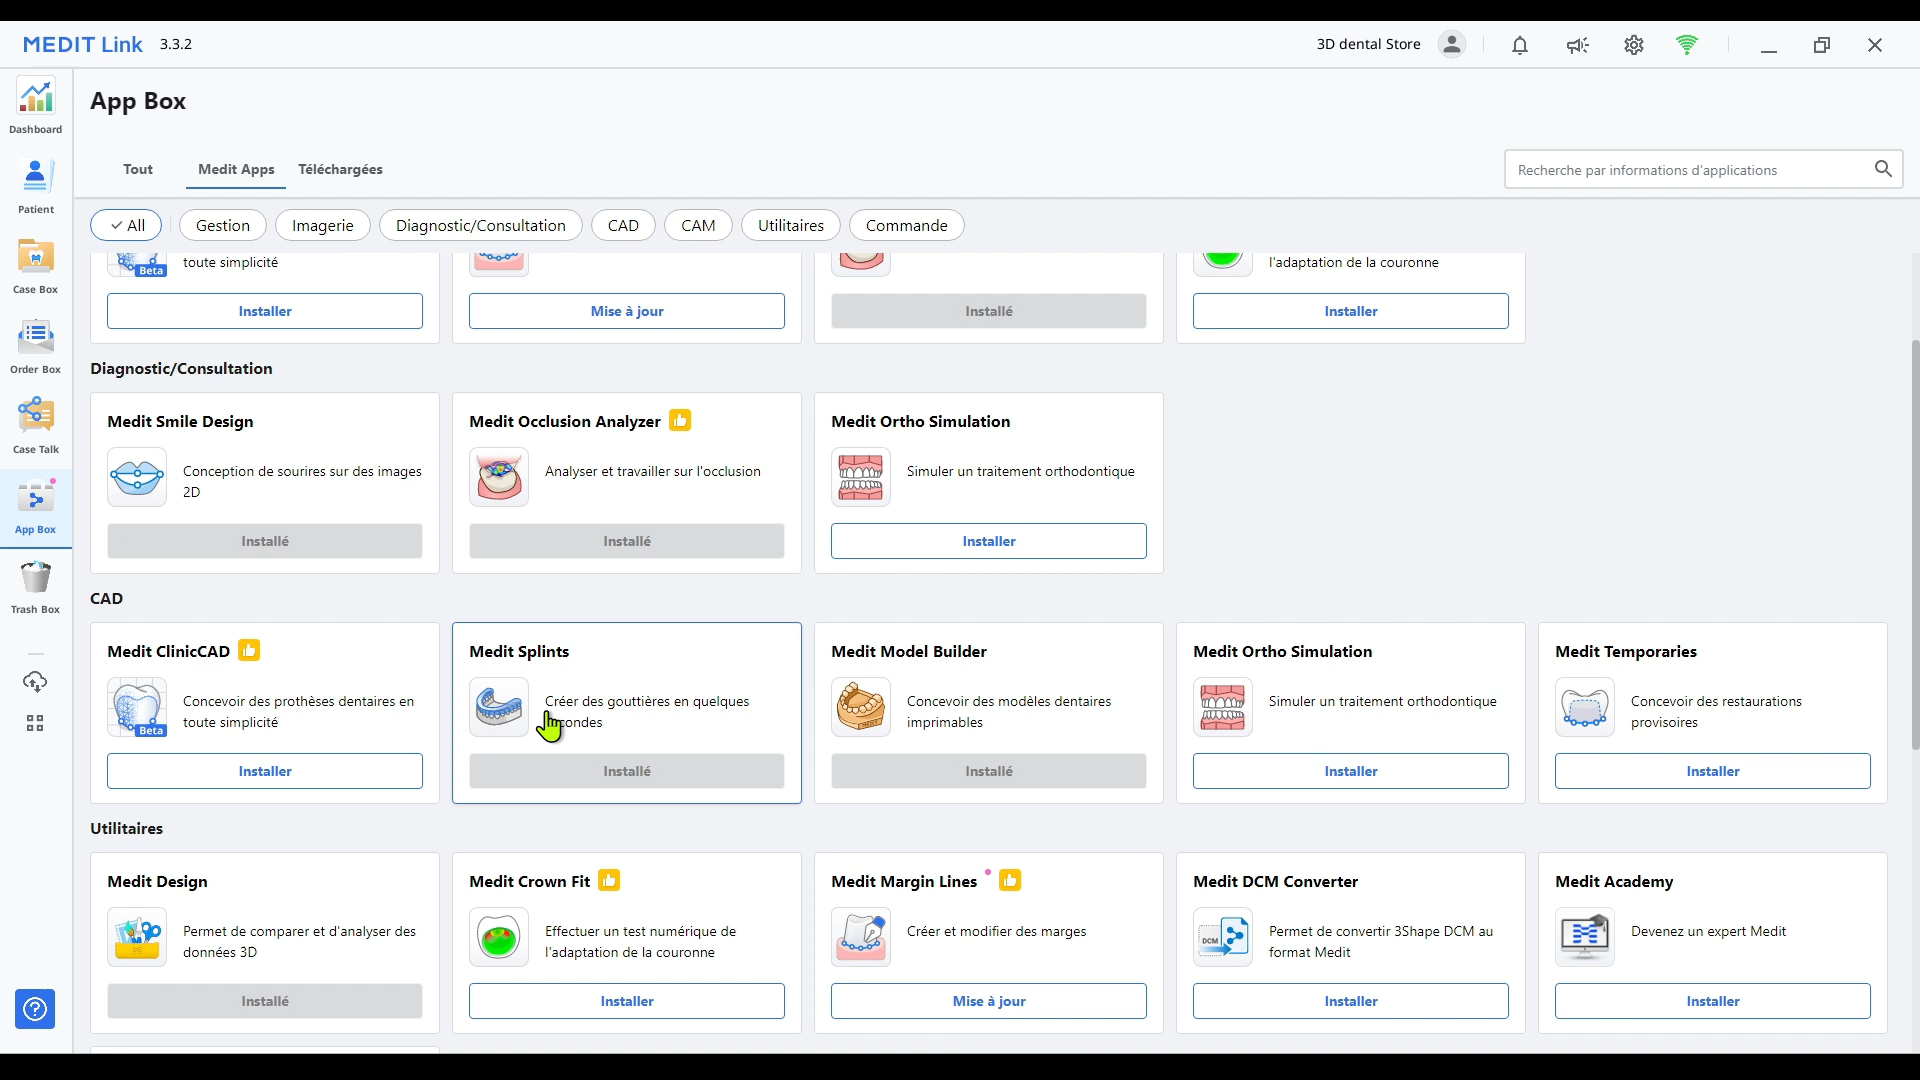 MEDIT Link 3.3.2
3D dental Store
App Box
Tout
Medit Apps
Téléchargées
Recherche par informations d'applications
All
Gestion
Imagerie
Diagnostic/Consultation
CAD
CAM
Utilitaires
Commande
Dashboard
Patient
Case Box
Order Box
Case Talk
App Box
Trash Box
Beta
toute simplicité
Installer
Mise à jour
Installé
l'adaptation de la couronne
Installer
Diagnostic/Consultation
Medit Smile Design
Conception de sourires sur des images
2D
Installé
Medit Occlusion Analyzer
Analyser et travailler sur l'occlusion
Installé
Medit Ortho Simulation
Simuler un traitement orthodontique
Installer
CAD
Medit ClinicCAD
Beta
Concevoir des prothèses dentaires en
toute simplicité
Installer
Medit Splints
Créer des gouttières en quelques
condes
Installé
Medit Model Builder
Concevoir des modèles dentaires
imprimables
Installé
Medit Ortho Simulation
Simuler un traitement orthodontique
Installer
Medit Temporaries
Concevoir des restaurations
provisoires
Installer
Utilitaires
Medit Design
Permet de comparer et d'analyser des
données 3D
Installé
Medit Crown Fit
Effectuer un test numérique de
l'adaptation de la couronne
Installer
Medit Margin Lines
Créer et modifier des marges
Mise à jour
Medit DCM Converter
DCM
Permet de convertir 3Shape DCM au
format Medit
Installer
Medit Academy
Devenez un expert Medit
Installer